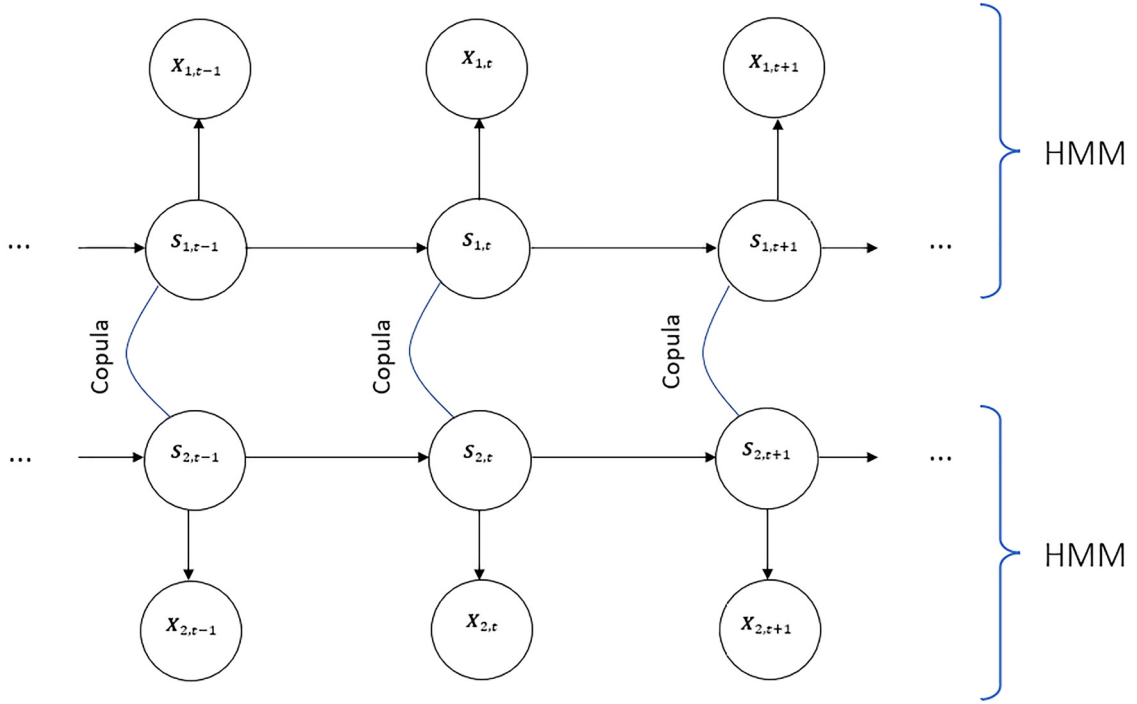 X₁,ₜ₋₁ X₁,ₜ X₁,ₜ₊₁
HMM
... S₁,ₜ₋₁ S₁,ₜ S₁,ₜ₊₁ ...
Copula Copula Copula
... S₂,ₜ₋₁ S₂,ₜ S₂,ₜ₊₁ ...
HMM
X₂,ₜ₋₁ X₂,ₜ X₂,ₜ₊₁